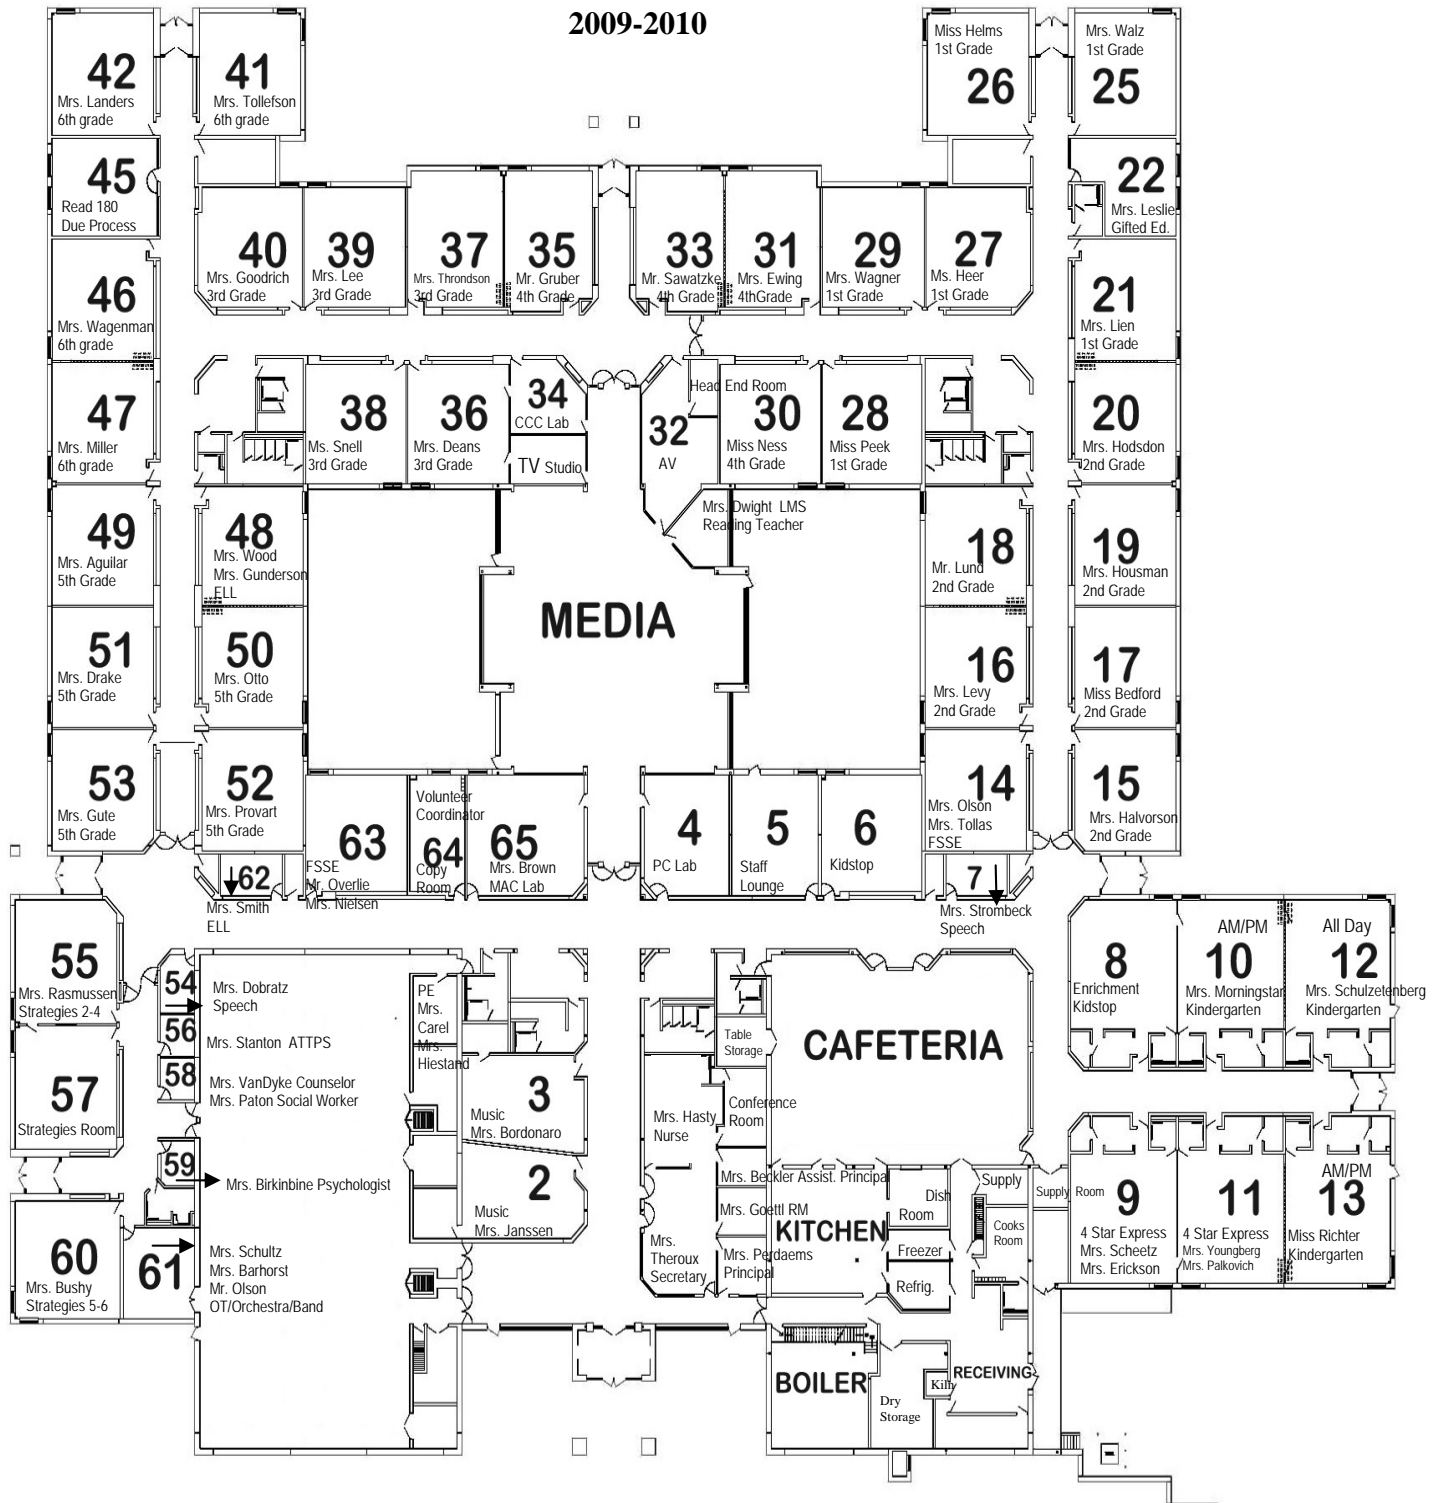 2009-2010
42
Mrs. Landers
6th grade
41
Mrs. Tollefson
6th grade
Miss Helms
1st Grade
26
Mrs. Walz
1st Grade
25
45
Read 180
Due Process
22
Mrs. Leslie
Gifted Ed.
40
Mrs. Goodrich
3rd Grade
39
Mrs. Lee
3rd Grade
37
Mrs. Throndson
3rd Grade
35
Mr. Gruber
4th Grade
33
Mr. Sawatzke
4th Grade
31
Mrs. Ewing
4thGrade
29
Mrs. Wagner
1st Grade
27
Ms. Heer
1st Grade
46
Mrs. Wagenman
6th grade
21
Mrs. Lien
1st Grade
47
Mrs. Miller
6th grade
38
Ms. Snell
3rd Grade
36
Mrs. Deans
3rd Grade
34
CCC Lab
TV Studio
Head End Room
32
AV
30
Miss Ness
4th Grade
28
Miss Peek
1st Grade
20
Mrs. Hodsdon
2nd Grade
49
Mrs. Aguilar
5th Grade
48
Mrs. Wood
Mrs. Gunderson
ELL
Mrs. Dwight LMS
Reading Teacher
18
Mr. Lund
2nd Grade
19
Mrs. Housman
2nd Grade
MEDIA
51
Mrs. Drake
5th Grade
50
Mrs. Otto
5th Grade
16
Mrs. Levy
2nd Grade
17
Miss Bedford
2nd Grade
53
Mrs. Gute
5th Grade
52
Mrs. Provart
5th Grade
63
FSSE
Mr. Overlie
Mrs. Nielsen
Volunteer
Coordinator
64
Copy
Room
65
Mrs. Brown
MAC Lab
4
PC Lab
5
Staff
Lounge
6
Kidstop
14
Mrs. Olson
Mrs. Tollas
FSSE
15
Mrs. Halvorson
2nd Grade
62
Mrs. Smith
ELL
7
Mrs. Strombeck
Speech
55
Mrs. Rasmussen
Strategies 2-4
54
Mrs. Dobratz
Speech
56
Mrs. Stanton ATTPS
58
Mrs. VanDyke Counselor
Mrs. Paton Social Worker
PE
Mrs.
Carel
Mrs.
Hiestand
3
Music
Mrs. Bordonaro
Table
Storage
CAFETERIA
8
Enrichment
Kidstop
AM/PM
10
Mrs. Morningstar
Kindergarten
All Day
12
Mrs. Schulzetenberg
Kindergarten
57
Strategies Room
Mrs. Hasty
Nurse
Conference
Room
59
Mrs. Birkinbine Psychologist
2
Music
Mrs. Janssen
Mrs. Beckler Assist. Principal
Mrs. Goettl RM
Mrs. Perdaems
Principal
Mrs.
Theroux
Secretary
KITCHEN
Dish
Room
Freezer
Refrig.
Supply
Cooks
Room
Supply Room
9
4 Star Express
Mrs. Scheetz
Mrs. Erickson
11
4 Star Express
Mrs. Youngberg
Mrs. Palkovich
AM/PM
13
Miss Richter
Kindergarten
60
Mrs. Bushy
Strategies 5-6
61
Mrs. Schultz
Mrs. Barhorst
Mr. Olson
OT/Orchestra/Band
BOILER
Dry
Storage
Kiln
RECEIVING